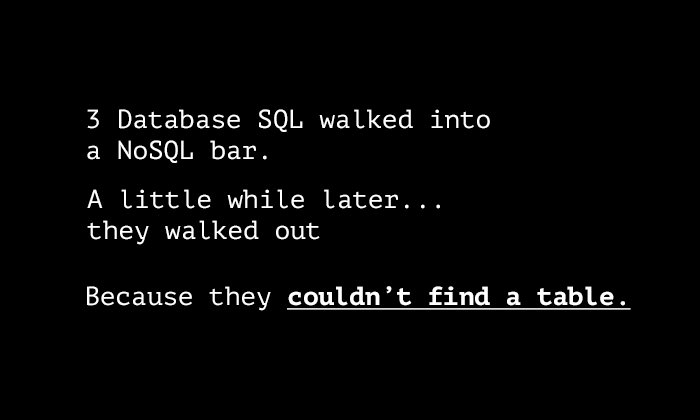 3 Database SQL walked into
a NoSQL bar.
A little while later...
they walked out
Because they couldn’t find a table.